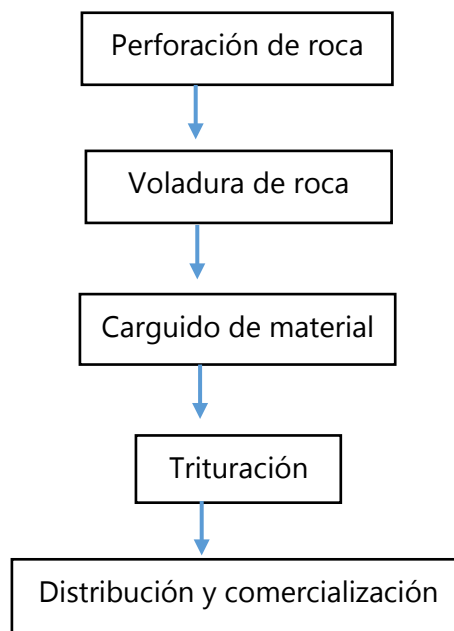 Perforación de roca
Voladura de roca
Carguido de material
Trituración
Distribución y comercialización